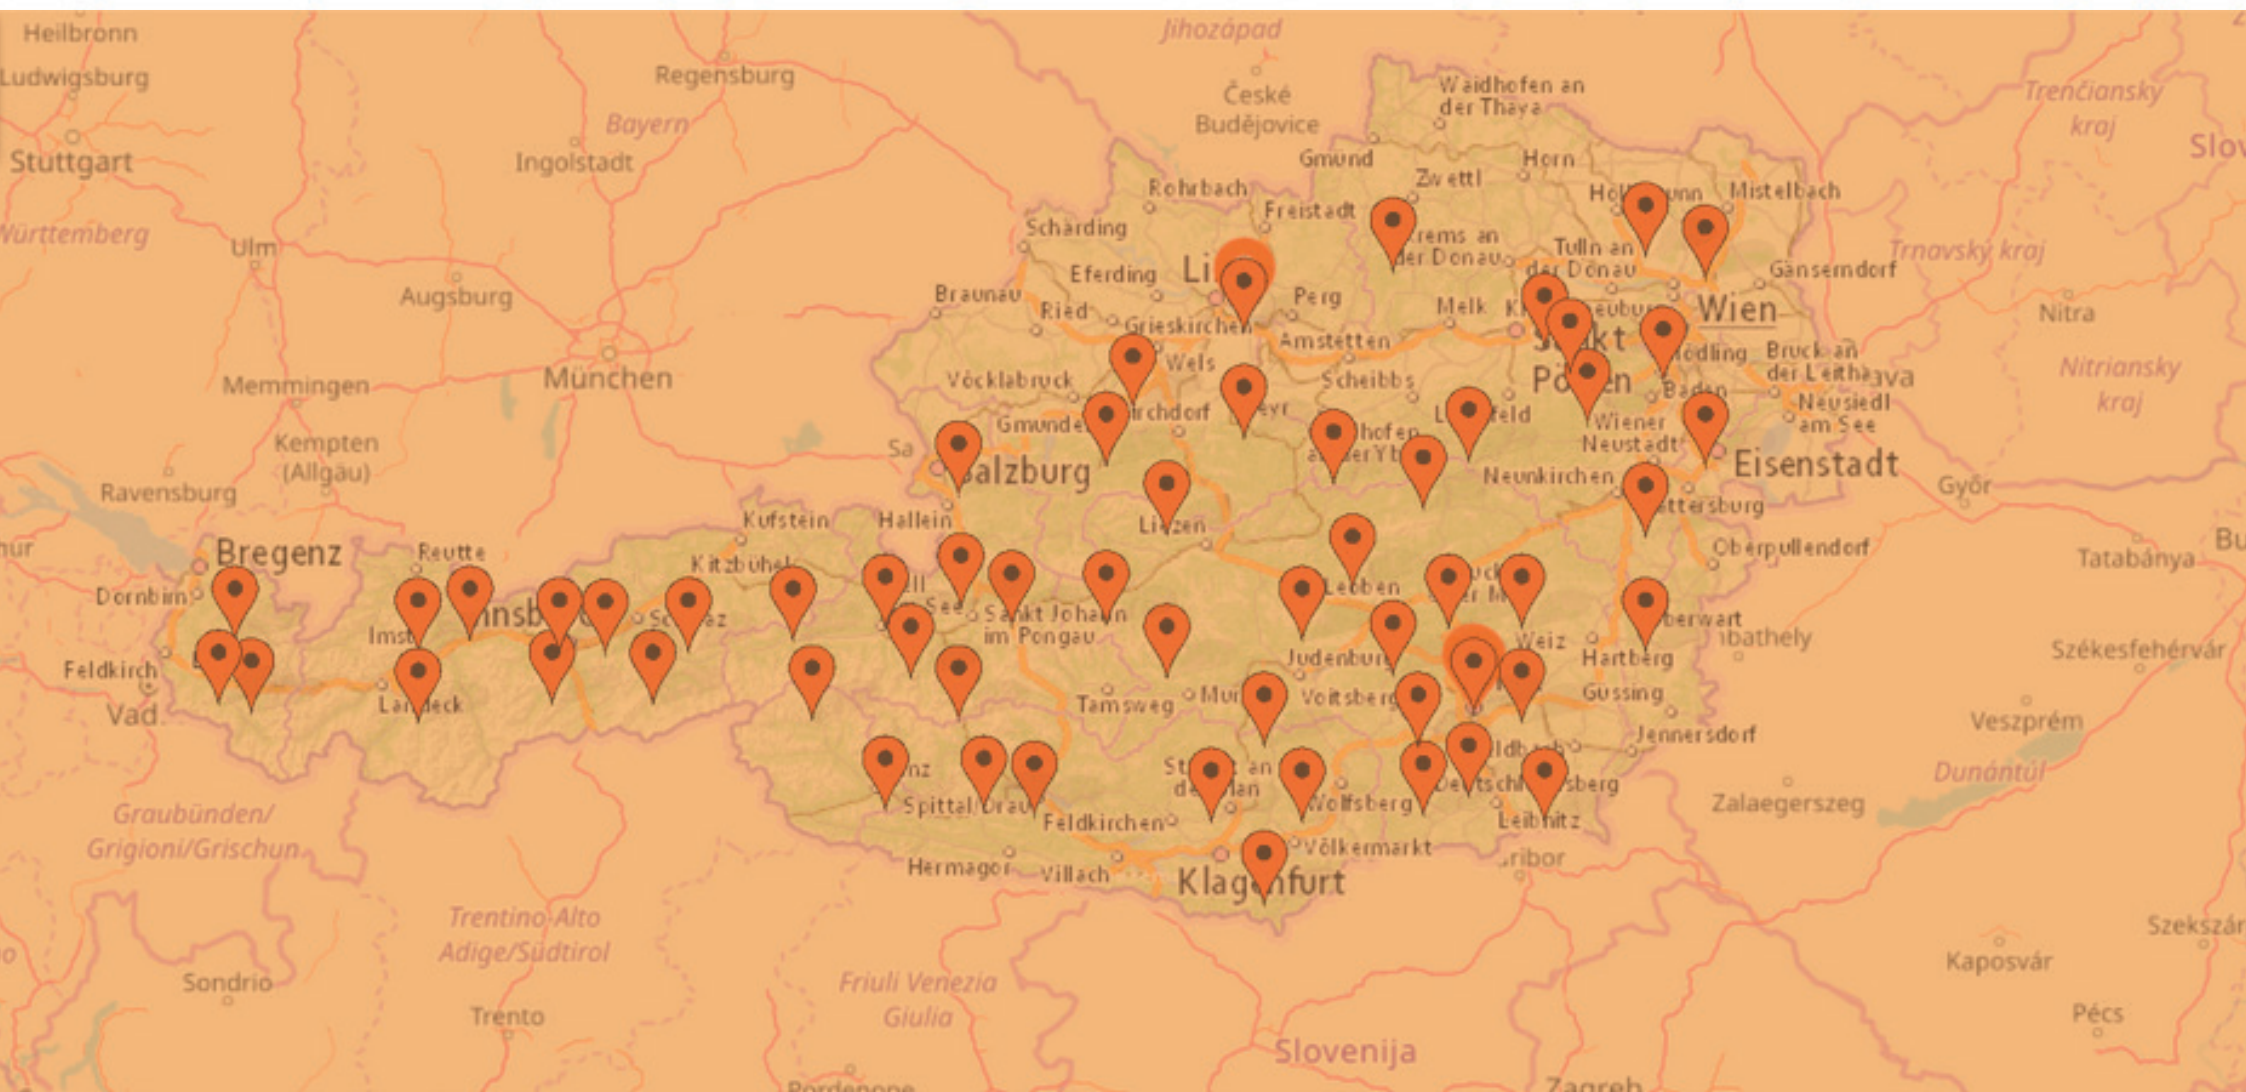 Heilbronn
Jihozápad
Ludwigsburg
Regensburg
České
Budějovice
Waidhofen an
der Thaya
Trenčiansky
kraj
Bayern
Stuttgart
Ingolstadt
Gmünd
Horn
Zwettl
Rohrbach
Mistelbach
Freistadt
Schärding
Württemberg
Ulm
Krems an
der Donau
Tulln an
der Donau
Trnavský kraj
Eferding
Gänserndorf
Augsburg
Braunau
Ried
Perg
Melk
Wien
Nitra
Grieskirchen
Amstetten
Sankt
Pölten
Mödling
Bruck an
der Leitha
Wels
München
Memmingen
Vöcklabruck
Scheibbs
Baden
Nitriansky
kraj
Neusiedl
am See
Kempten
(Allgäu)
Wiener
Neustadt
Salzburg
Eisenstadt
Neunkirchen
Ravensburg
Győr
Kufstein
Hallein
Liezen
Bregenz
Reutte
Kitzbühel
Oberpullendorf
Tatabánya
Dornbirn
Leoben
Imst
Sankt Johann
im Pongau
Weiz
Székesfehérvár
Feldkirch
Judenburg
Hartberg
Landeck
Tamsweg
Voitsberg
Güssing
Vad
Veszprém
Jennersdorf
Dunántúl
Spittal/Drau
Wolfsberg
Zalaegerszeg
Graubünden/
Grigioni/Grischun
Feldkirchen
Leibnitz
Hermagor
Villach
Völkermarkt
Klagenfurt
Trentino-Alto
Adige/Südtirol
Kaposvár
Sondrio
Friuli Venezia
Giulia
Trento
Pécs
Slovenija
Pordenone
Zagreb